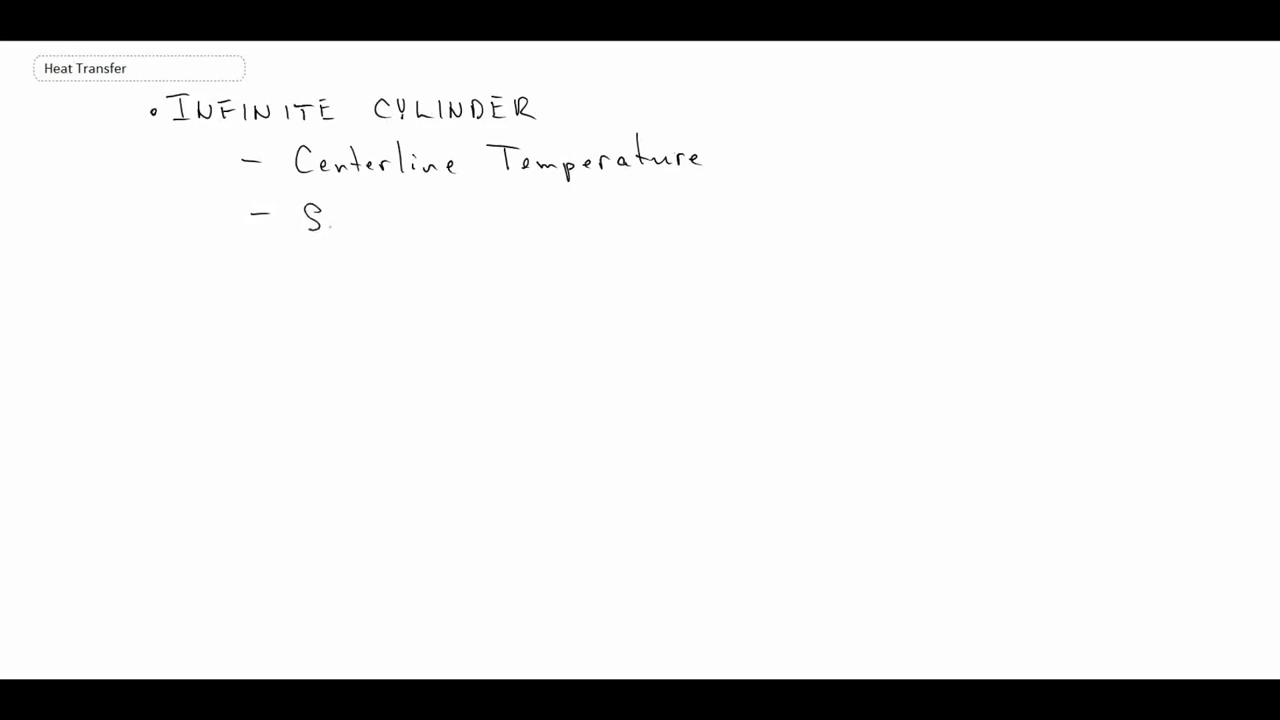 Heat Transfer
• INFINITE CYLINDER
- Centerline Temperature
- S